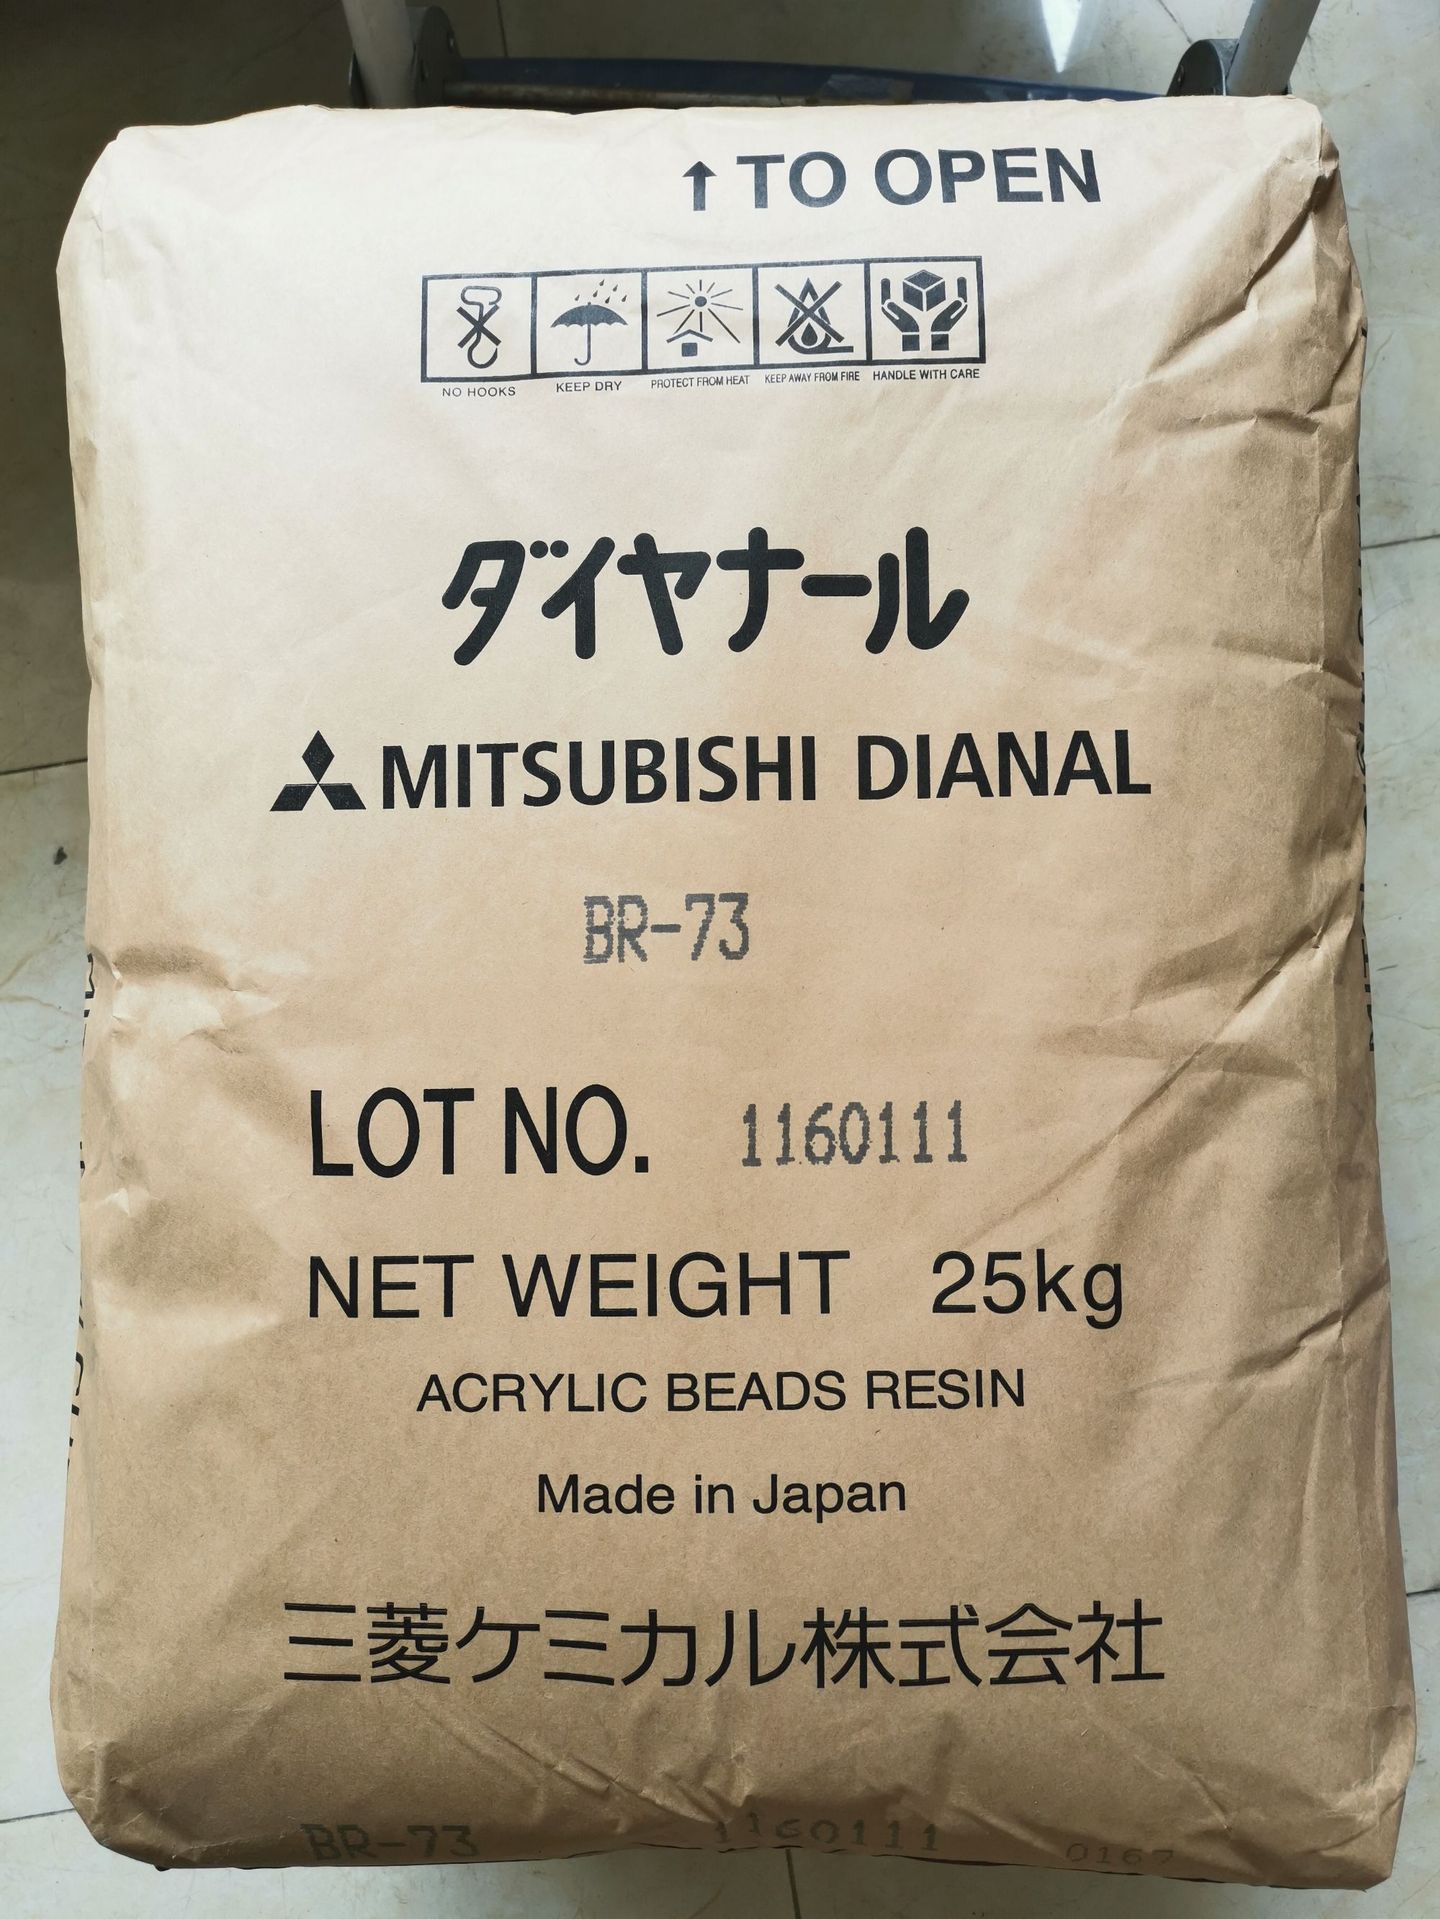 ↑ TO OPEN
NO HOOKS KEEP DRY PROTECT FROM HEAT KEEP AWAY FROM FIRE HANDLE WITH CARE
ダイヤナール
MITSUBISHI DIANAL
BR-73
LOT NO. 1160111
NET WEIGHT 25kg
ACRYLIC BEADS RESIN
Made in Japan
三菱ケミカル株式会社
BR-73 1160111 0167